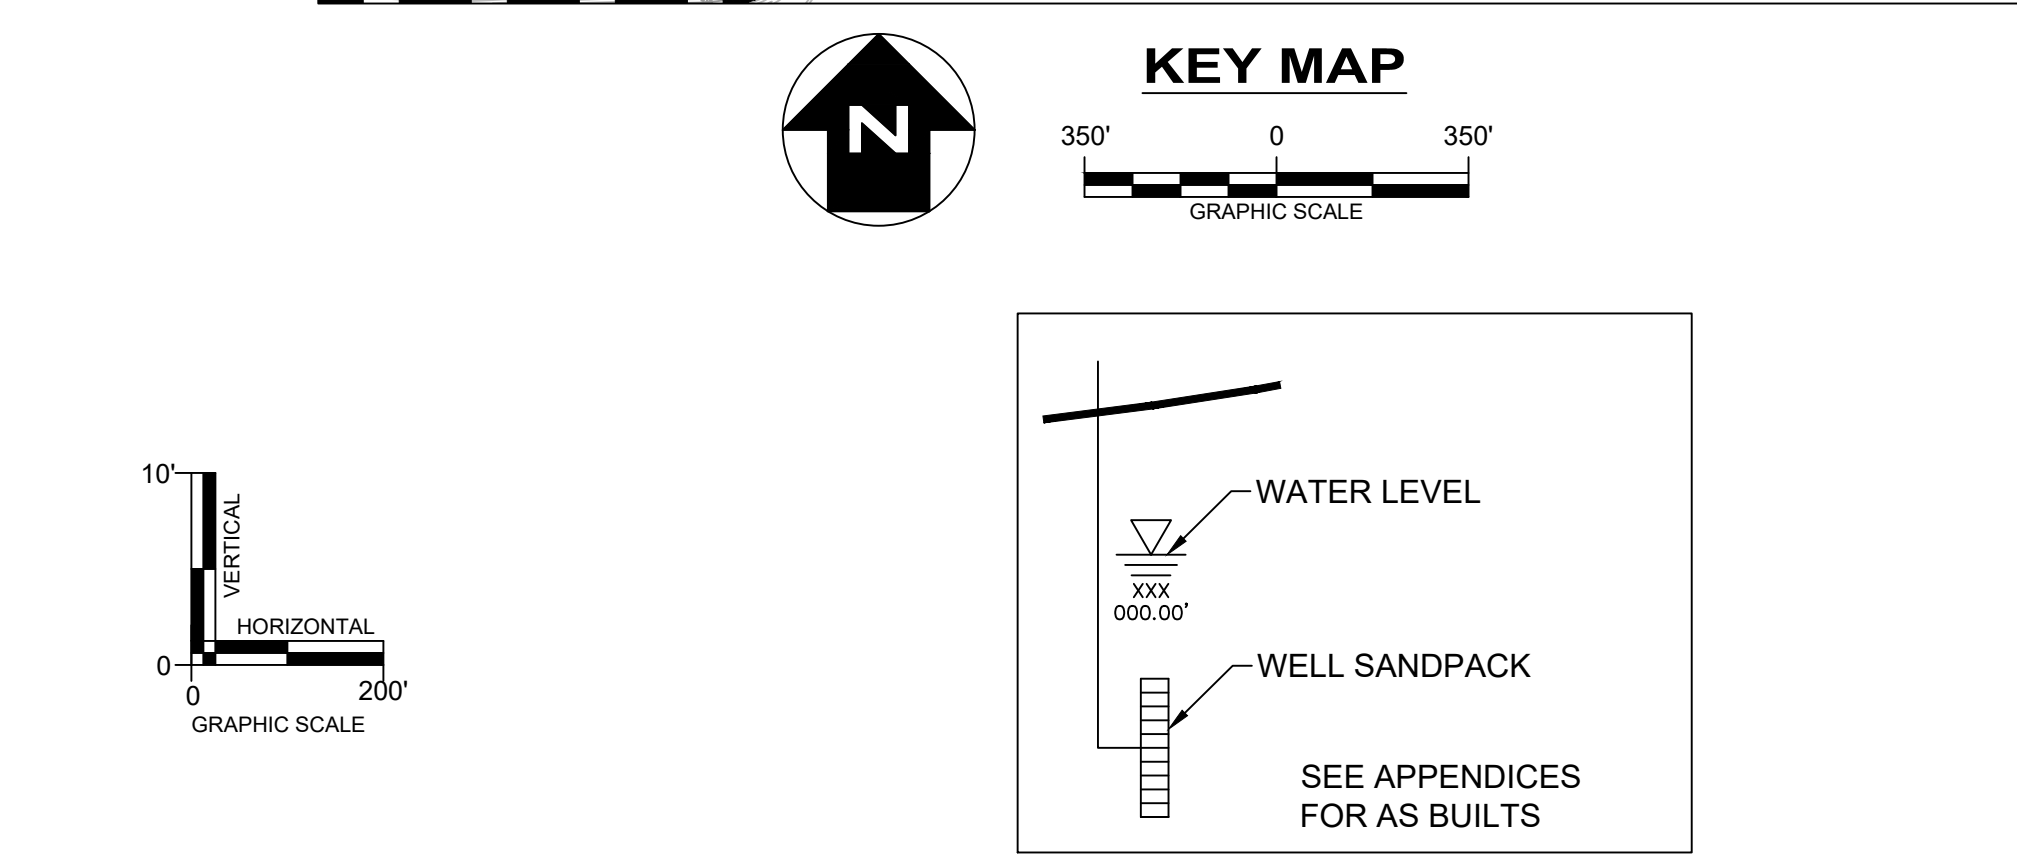 N
KEY MAP
350' 0 350'
GRAPHIC SCALE
10'
VERTICAL
HORIZONTAL
0
0 200'
GRAPHIC SCALE
WATER LEVEL
XXX
000.00'
WELL SANDPACK
SEE APPENDICES
FOR AS BUILTS